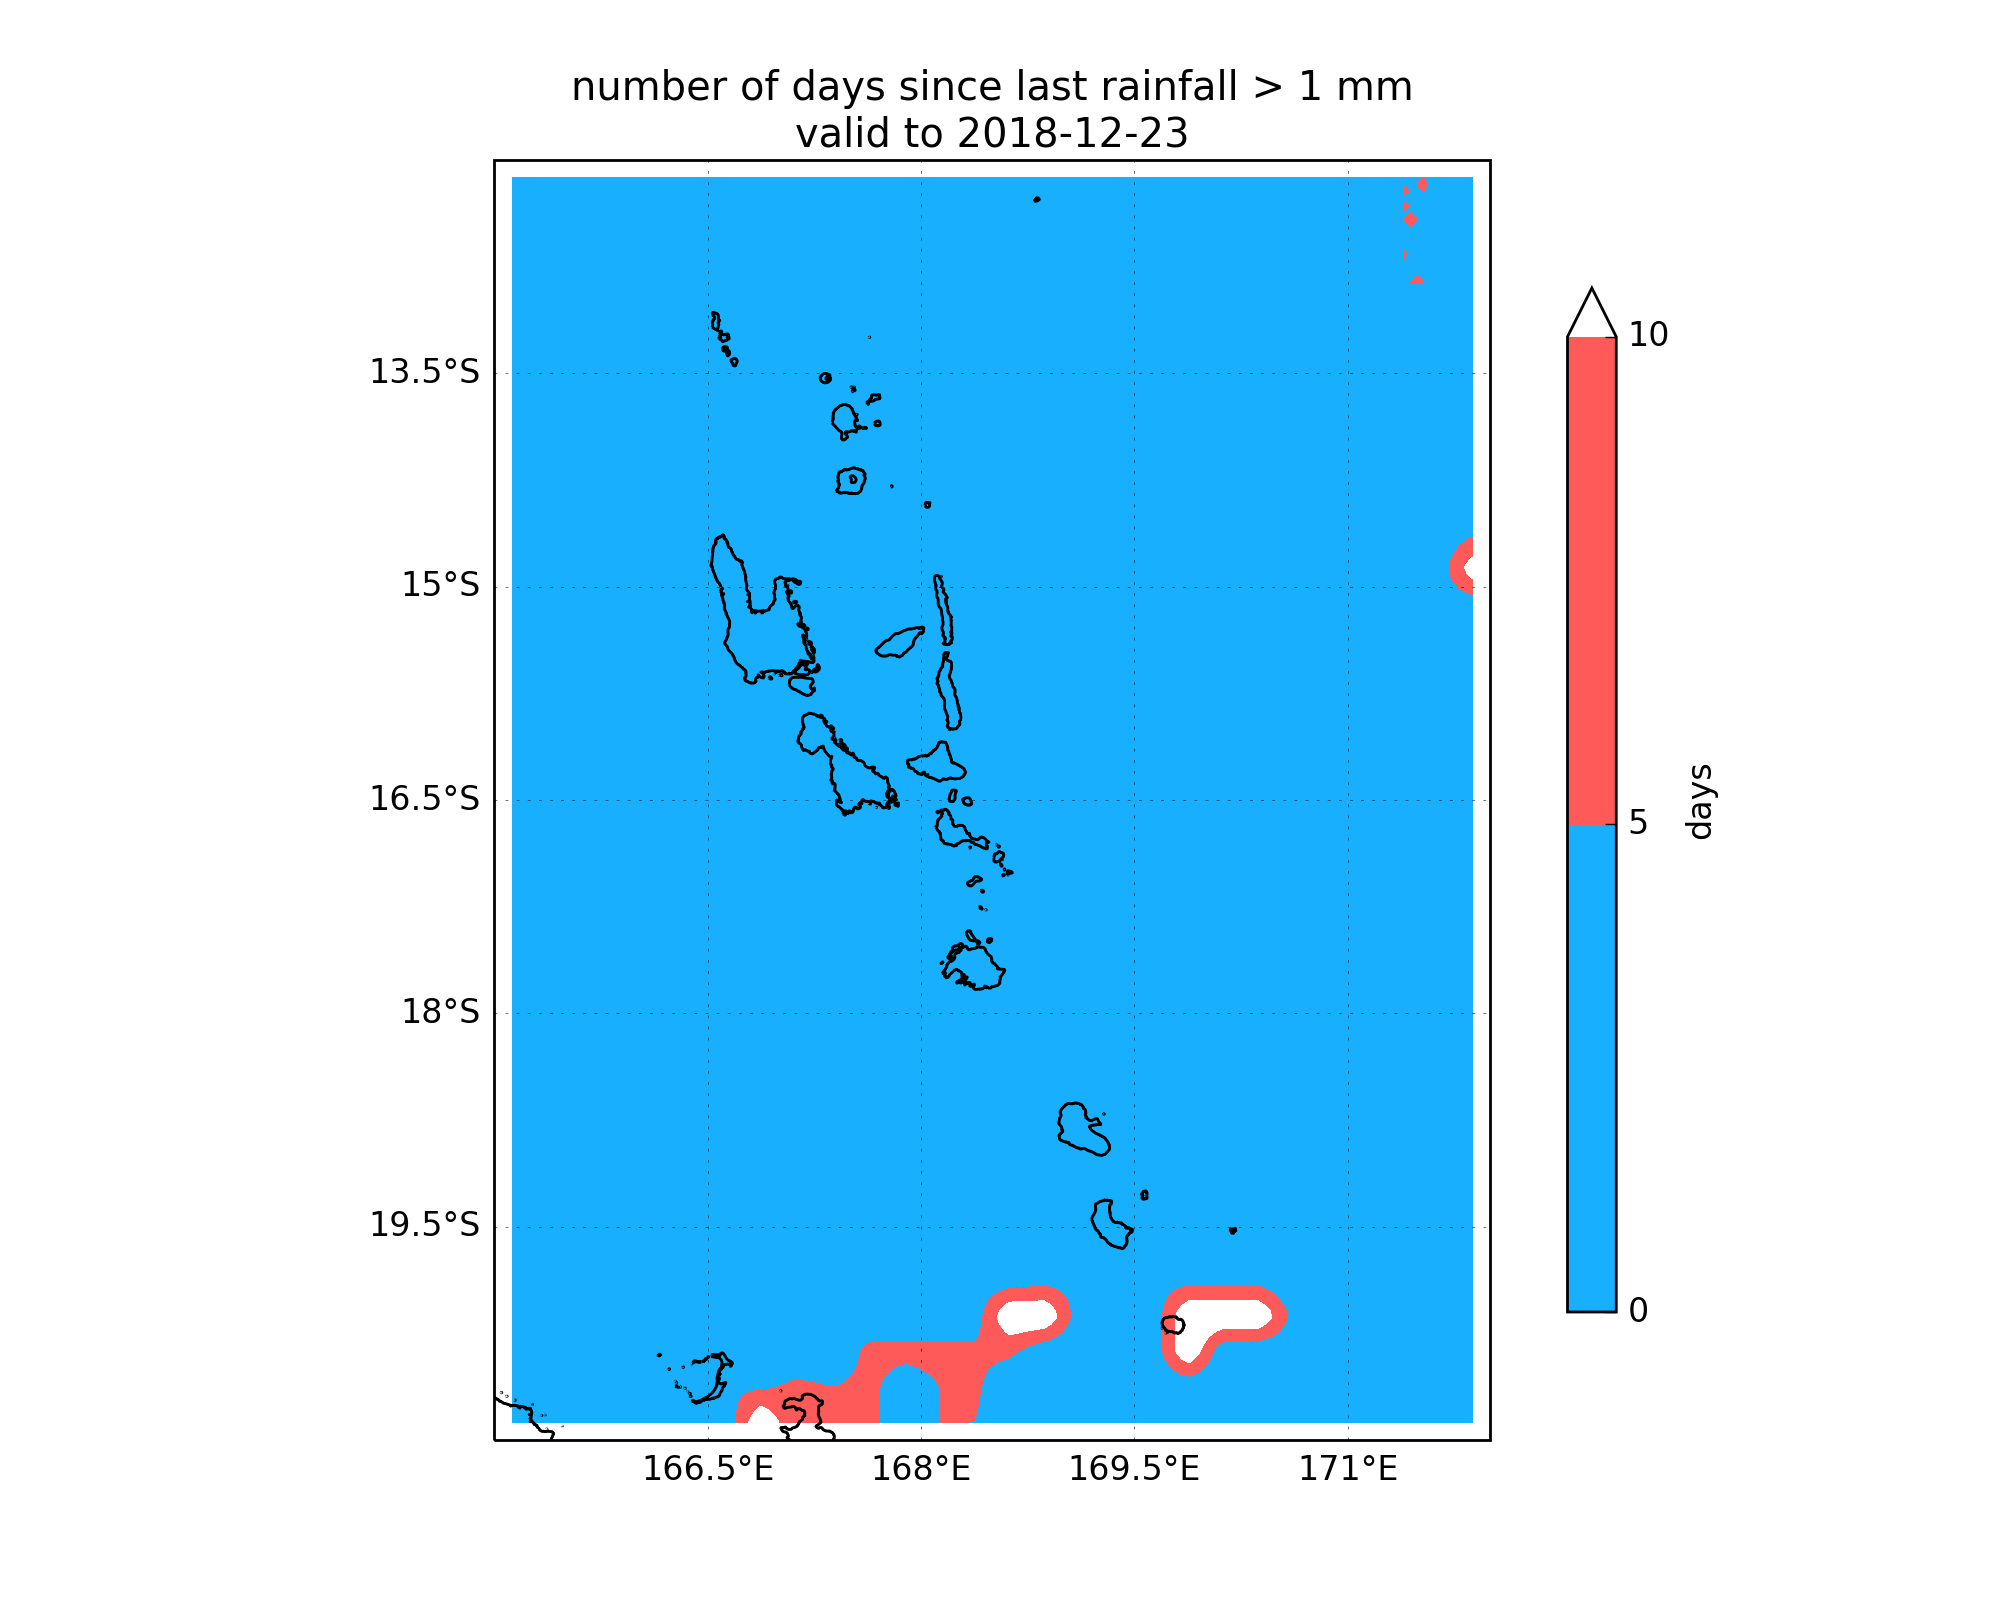 number of days since last rainfall > 1 mm
valid to 2018-12-23
13.5°S
15°S
16.5°S
18°S
19.5°S
166.5°E
168°E
169.5°E
171°E
10
5
0
days